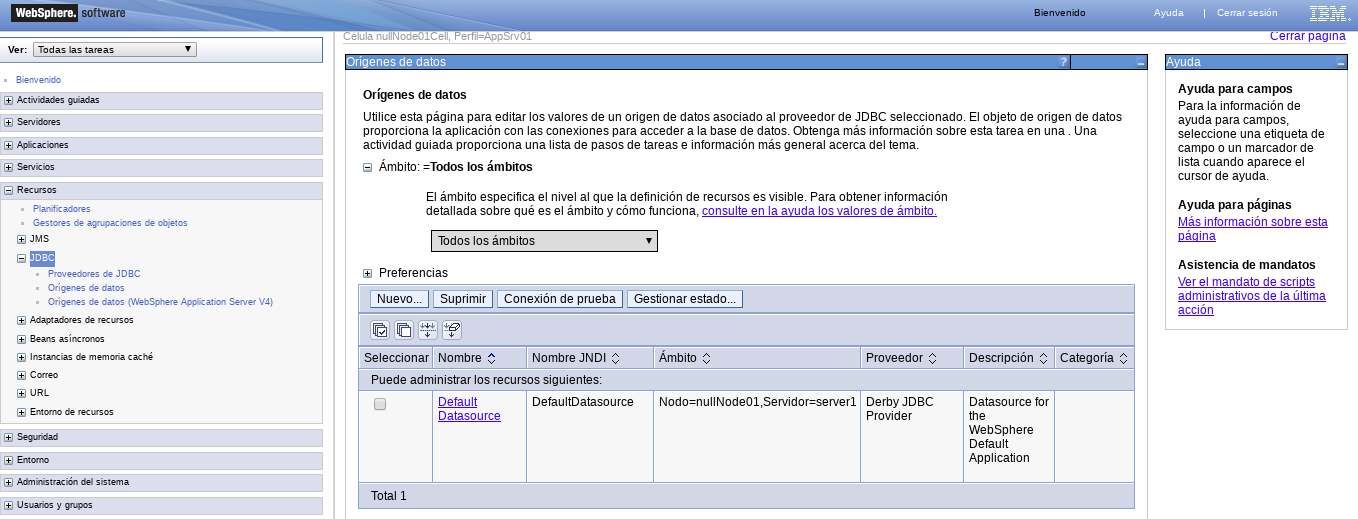 WebSphere. software
Bienvenido
Ayuda | Cerrar sesión
IBM.
Ver: Todas las tareas
Bienvenido
Actividades guiadas
Servidores
Aplicaciones
Servicios
Recursos
Planificadores
Gestores de agrupaciones de objetos
JMS
JDBC
Proveedores de JDBC
Orígenes de datos
Orígenes de datos (WebSphere Application Server V4)
Adaptadores de recursos
Beans asíncronos
Instancias de memoria caché
Correo
URL
Entorno de recursos
Seguridad
Entorno
Administración del sistema
Usuarios y grupos
Célula nullNode01Cell, Perfil=AppSrv01
Cerrar página
Orígenes de datos
?
Orígenes de datos
Utilice esta página para editar los valores de un origen de datos asociado al proveedor de JDBC seleccionado. El objeto de origen de datos
proporciona la aplicación con las conexiones para acceder a la base de datos. Obtenga más información sobre esta tarea en una . Una
actividad guiada proporciona una lista de pasos de tareas e información más general acerca del tema.
Ámbito: =Todos los ámbitos
El ámbito especifica el nivel al que la definición de recursos es visible. Para obtener información
detallada sobre qué es el ámbito y cómo funciona, consulte en la ayuda los valores de ámbito.
Todos los ámbitos
Preferencias
Nuevo... Suprimir Conexión de prueba Gestionar estado...
Seleccionar Nombre Nombre JNDI Ámbito Proveedor Descripción Categoría
Puede administrar los recursos siguientes:
Default
Datasource
DefaultDatasource
Nodo=nullNode01,Servidor=server1
Derby JDBC
Provider
Datasource for
the
WebSphere
Default
Application
Total 1
Ayuda
Ayuda para campos
Para la información de
ayuda para campos,
seleccione una etiqueta de
campo o un marcador de
lista cuando aparece el
cursor de ayuda.
Ayuda para páginas
Más información sobre esta
página
Asistencia de mandatos
Ver el mandato de scripts
administrativos de la última
acción